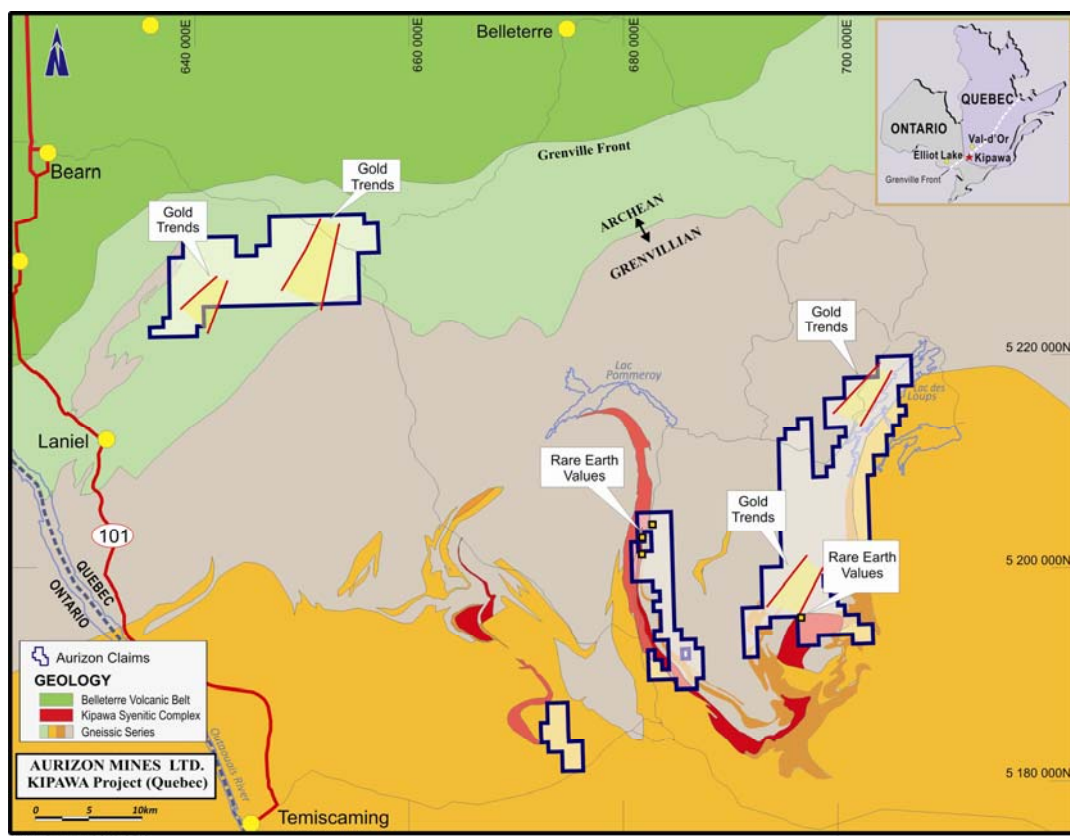 640 000E
660 000E
680 000E
700 000E
Belleterre
QUEBEC
ONTARIO
Val-d'Or
Elliot Lake
Kipawa
Grenville Front
Grenville Front
Bearn
Gold
Trends
Gold
Trends
ARCHEAN
GRENVILLIAN
Gold
Trends
5 220 000N
Lac
Pommeroy
Lac des
Loups
Laniel
Rare Earth
Values
Gold
Trends
101
Rare Earth
Values
5 200 000N
QUEBEC
ONTARIO
Aurizon Claims
GEOLOGY
Belleterre Volcanic Belt
Kipawa Syenitic Complex
Gneissic Series
Outaouais River
AURIZON MINES LTD.
KIPAWA Project (Quebec)
5 180 000N
0 5 10km
Temiscaming